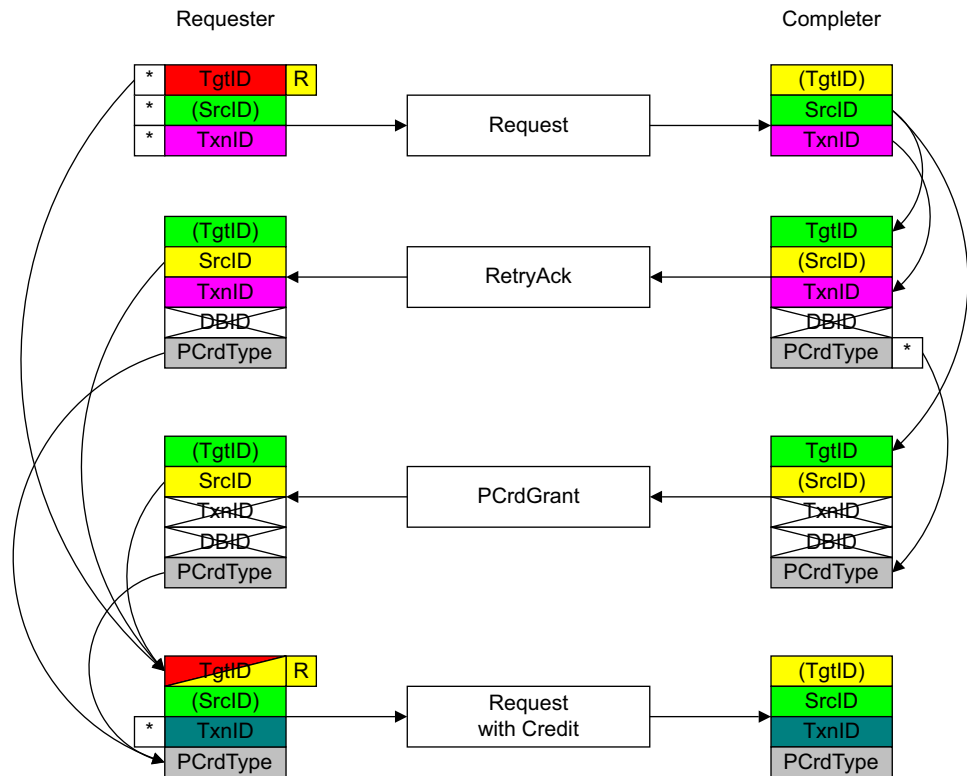 Requester
Completer
* TgtID R
* (SrcID)
* TxnID
Request
(TgtID)
SrcID
TxnID
(TgtID)
SrcID
TxnID
DBID
PCrdType
RetryAck
TgtID
(SrcID)
TxnID
DBID
PCrdType *
(TgtID)
SrcID
TxnID
DBID
PCrdType
PCrdGrant
TgtID
(SrcID)
TxnID
DBID
PCrdType
TgtID R
(SrcID)
* TxnID
PCrdType
Request
with Credit
(TgtID)
SrcID
TxnID
PCrdType